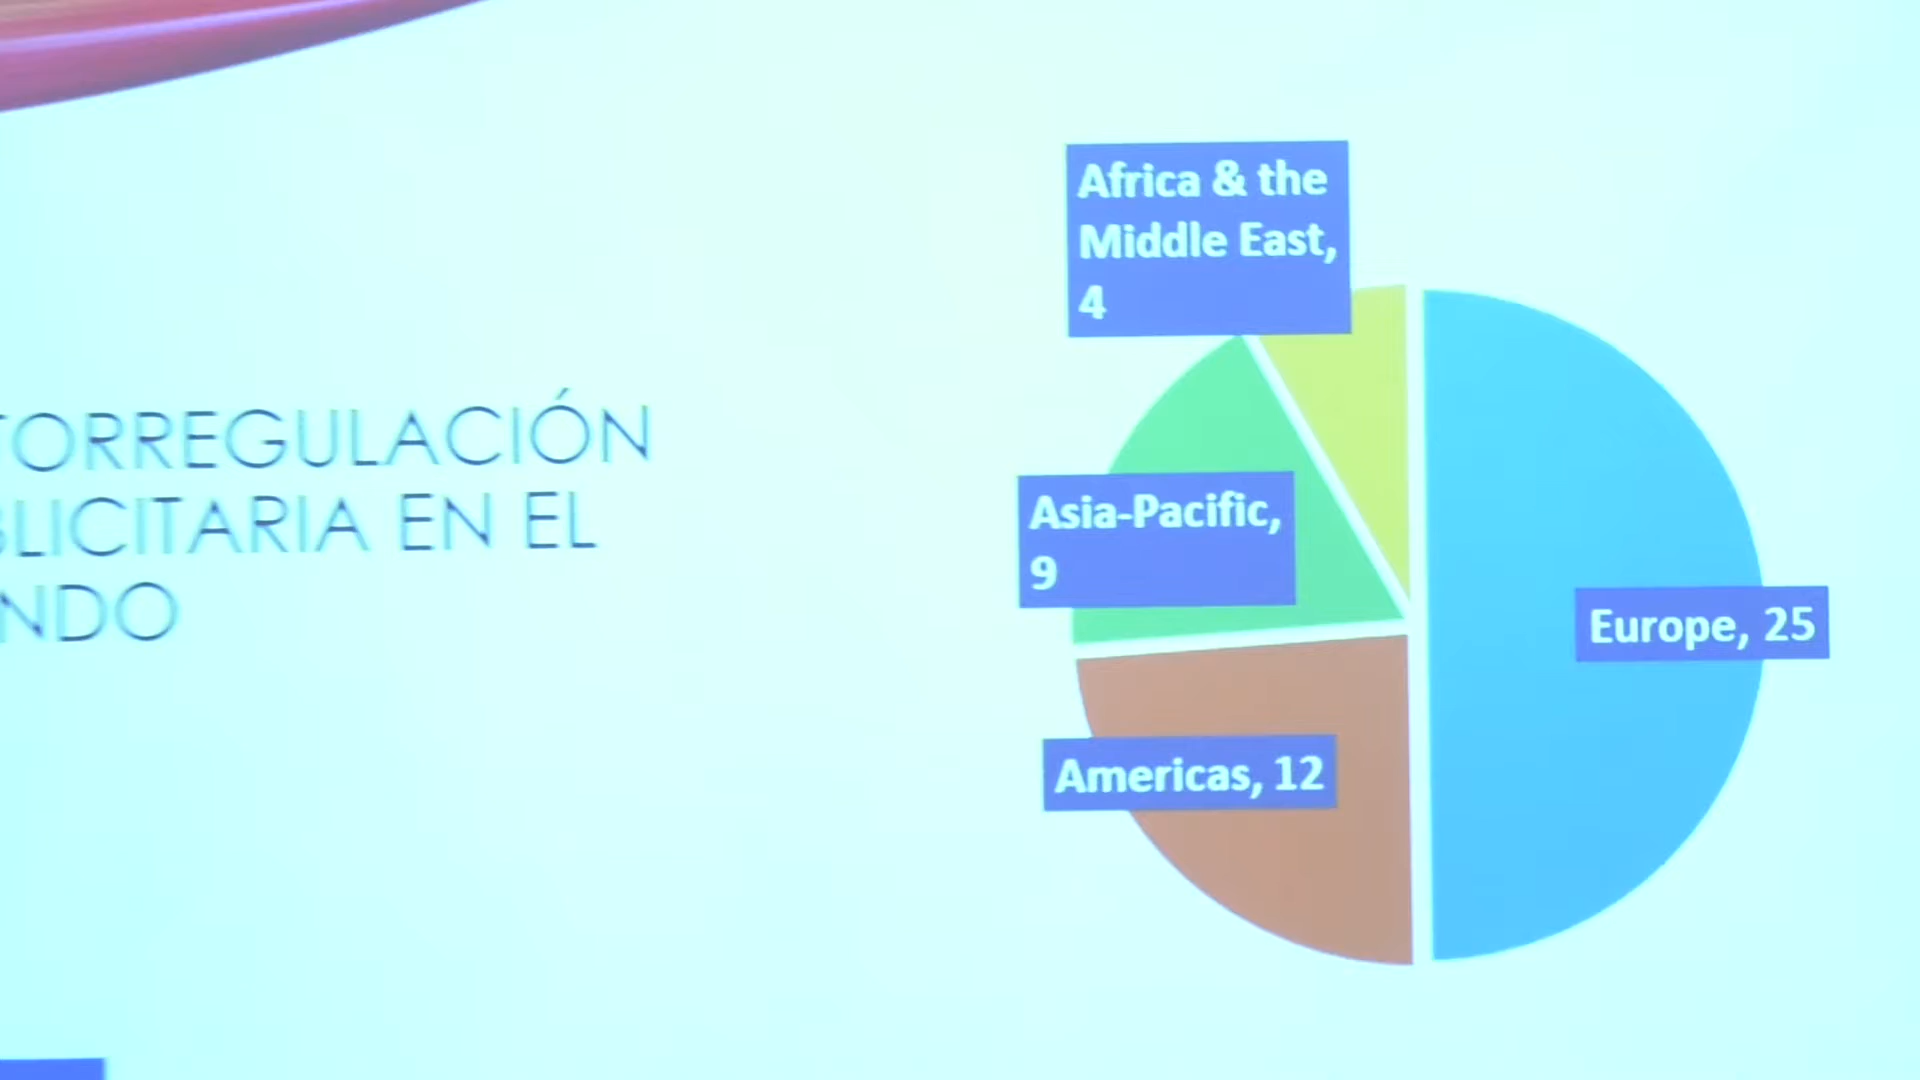 TORREGULACIÓN
BLICITARIA EN EL
NDO
Africa & the
Middle East,
4
Asia-Pacific,
9
Europe, 25
Americas, 12